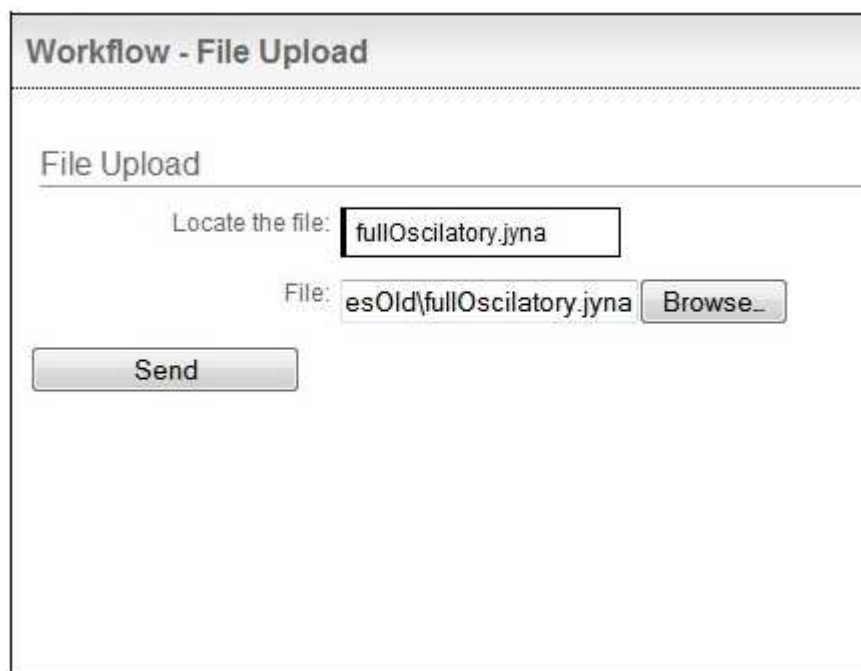 Workflow - File Upload
File Upload
Locate the file: fullOscilatory.jyna
File: esOld\fullOscilatory.jyna Browse...
Send